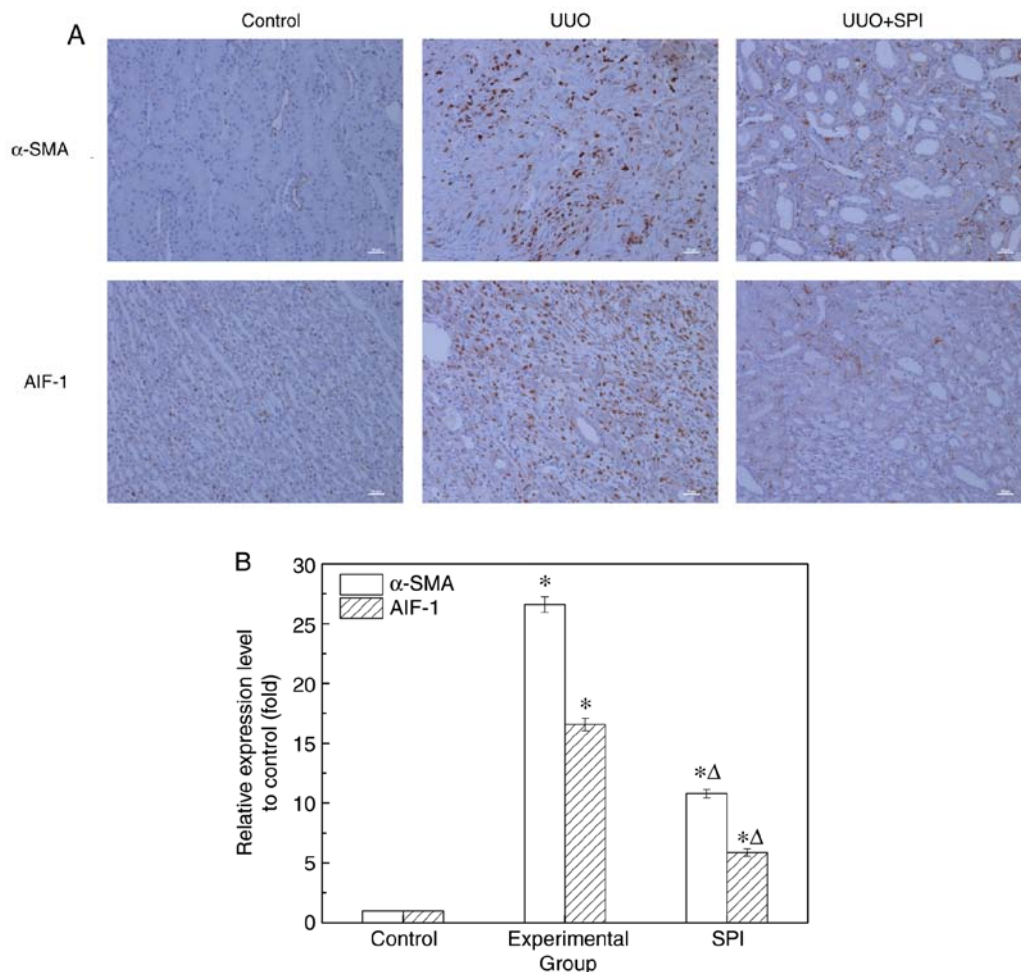 A
Control
UUO
UUO+SPI
α-SMA
AIF-1
B
30
25
20
15
10
5
0
Relative expression level
to control (fold)
α-SMA
AIF-1
*
*
*Δ
*Δ
Control
Experimental
SPI
Group